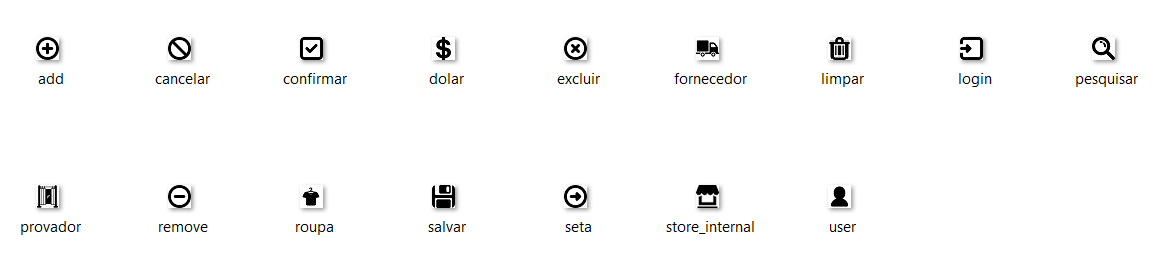 add cancelar confirmar dolar excluir fornecedor limpar login pesquisar
provador remove roupa salvar seta store_internal user